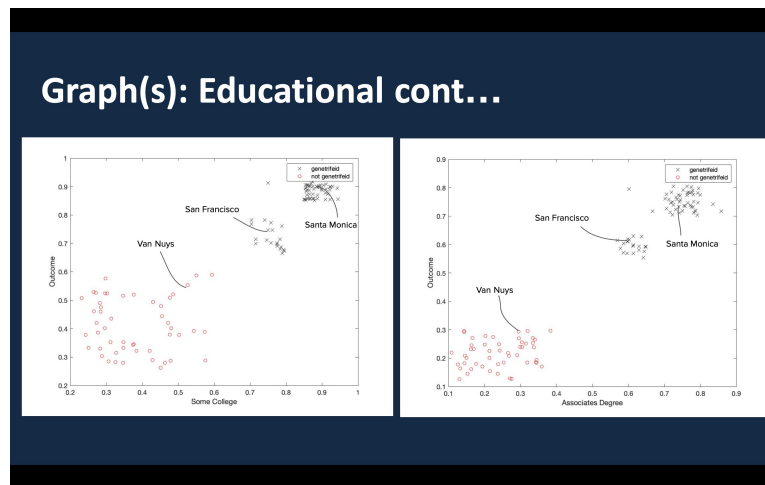 Graph(s): Educational cont...
1
0.9
0.8
0.7
0.6
0.5
0.4
0.3
0.2
Outcome
0.2 0.3 0.4 0.5 0.6 0.7 0.8 0.9 1
Some College
genetrifeid
not genetrifeid
San Francisco
Santa Monica
Van Nuys
0.9
0.8
0.7
0.6
0.5
0.4
0.3
0.2
0.1
Outcome
0.1 0.2 0.3 0.4 0.5 0.6 0.7 0.8 0.9
Associates Degree
genetrifeid
not genetrifeid
San Francisco
Santa Monica
Van Nuys